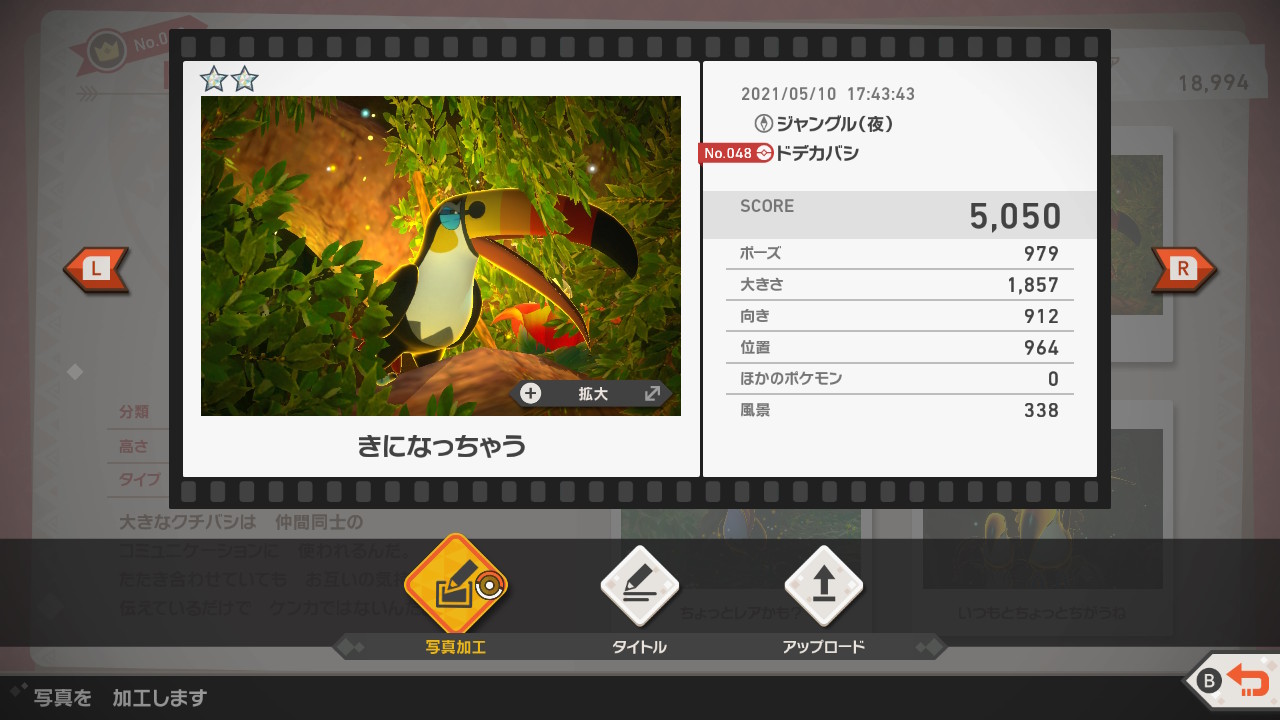 No.0
18,994
2021/05/10 17:43:43
ジャングル(夜)
No.048 ドデカバシ
SCORE 5,050
ポーズ 979
大きさ 1,857
向き 912
位置 964
ほかのポケモン 0
風景 338
L
R
拡大
きになっちゃう
分類
高さ
タイプ
大きなクチバシは 仲間同士の
コミュニケーションに 使われるんだ。
たたき合わせていても お互いの気
伝えているだけで ケンカではないん
ちょっとレアかも?
いつもとちょっとちがうな
写真加工
タイトル
アップロード
写真を 加工します
B